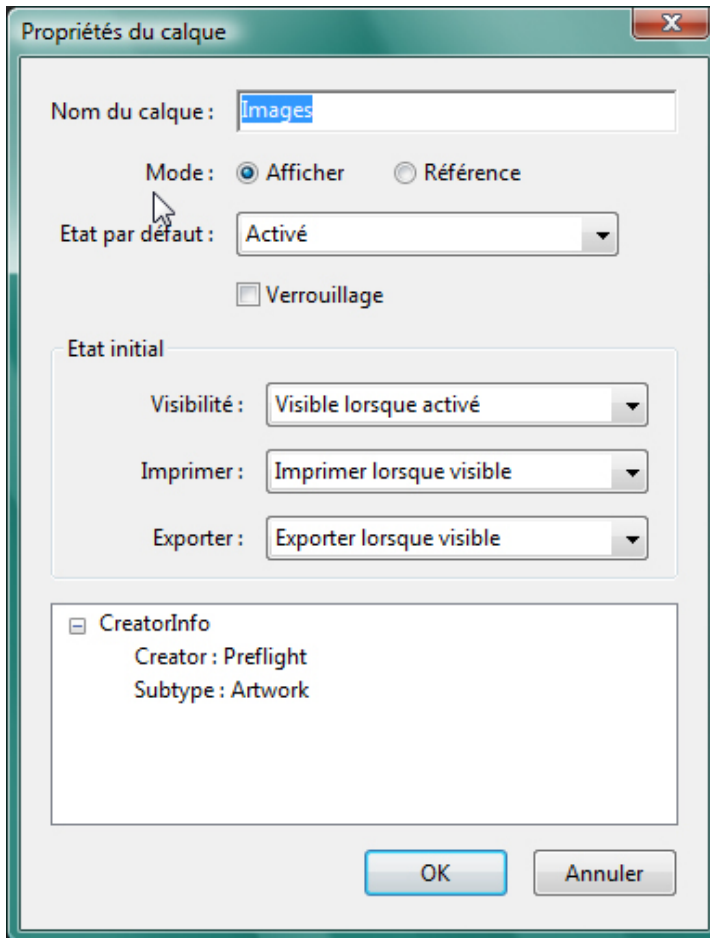 Propriétés du calque
Nom du calque : Images
Mode : Afficher Référence
Etat par défaut : Activé
Verrouillage
Etat initial
Visibilité : Visible lorsque activé
Imprimer : Imprimer lorsque visible
Exporter : Exporter lorsque visible
CreatorInfo
Creator : Preflight
Subtype : Artwork
OK Annuler